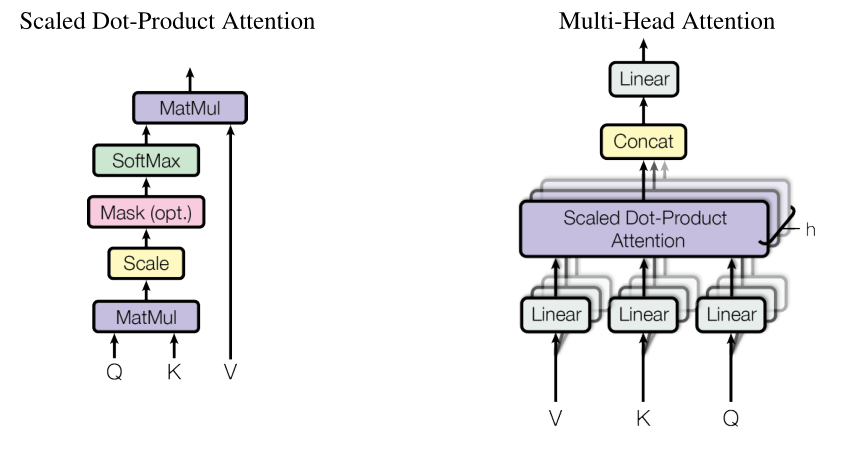 Scaled Dot-Product Attention
MatMul
SoftMax
Mask (opt.)
Scale
MatMul
Q K V
Multi-Head Attention
Linear
Concat
Scaled Dot-Product
Attention
h
Linear Linear Linear
V K Q